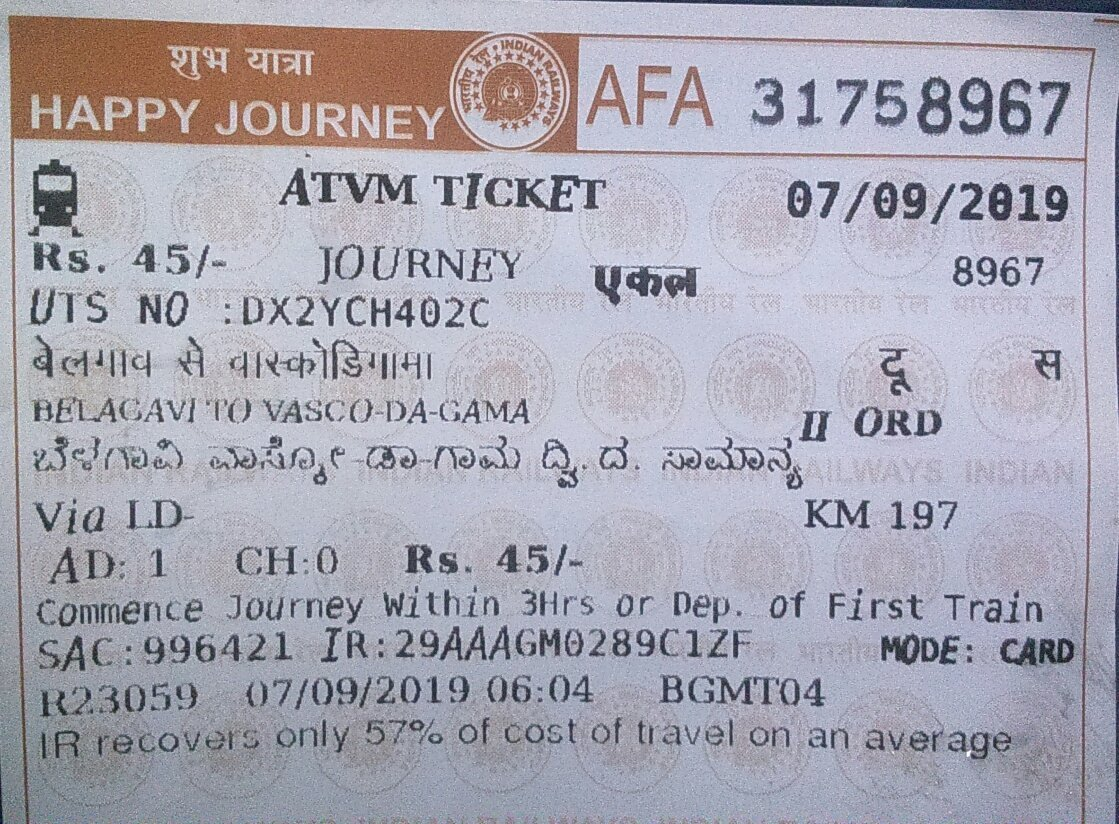 शुभ यात्रा
HAPPY JOURNEY
भारतीय रेल INDIAN RAILWAYS
AFA 31758967
ATVM TICKET 07/09/2019
Rs. 45/- JOURNEY एकल 8967
UTS NO :DX2YCH402C
बेलगाव से वास्कोडिगामा दू स
BELAGAVI TO VASCO-DA-GAMA II ORD
ಬೆಳಗಾವಿ ವಾಸ್ಕೋ-ಡಾ-ಗಾಮ ದ್ವಿ. ದ. ಸಾಮಾನ್ಯ
Via LD- KM 197
AD: 1 CH:0 Rs. 45/-
Commence Journey Within 3Hrs or Dep. of First Train
SAC:996421 IR:29AAAGM0289C1ZF MODE: CARD
R23059 07/09/2019 06:04 BGMT04
IR recovers only 57% of cost of travel on an average